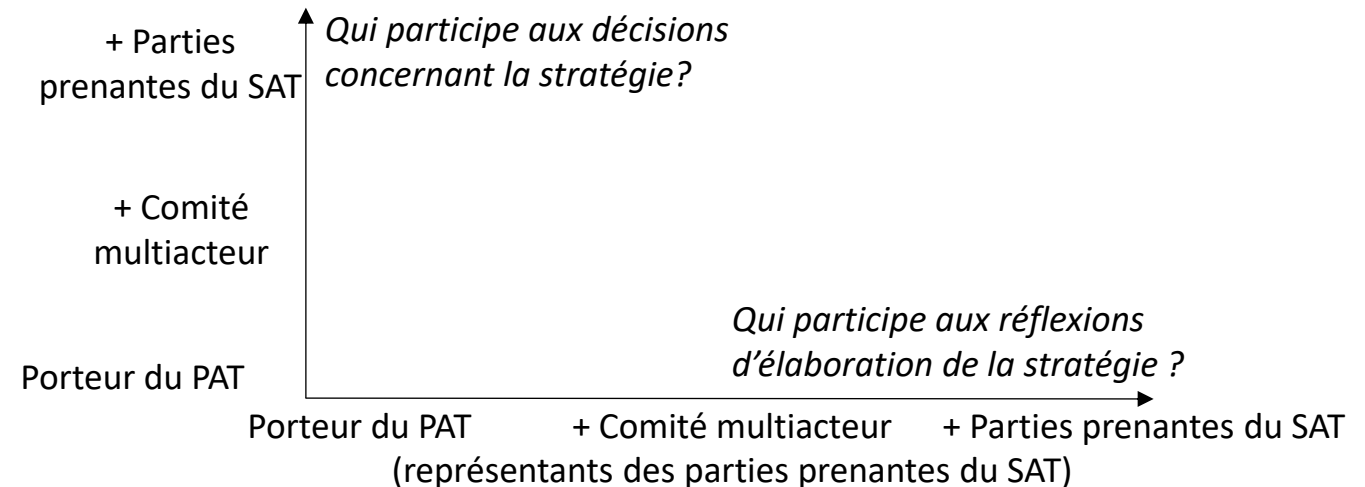 + Parties
prenantes du SAT
Qui participe aux décisions
concernant la stratégie?
+ Comité
multiacteur
Qui participe aux réflexions
d'élaboration de la stratégie ?
Porteur du PAT
Porteur du PAT
+ Comité multiacteur
+ Parties prenantes du SAT
(représentants des parties prenantes du SAT)